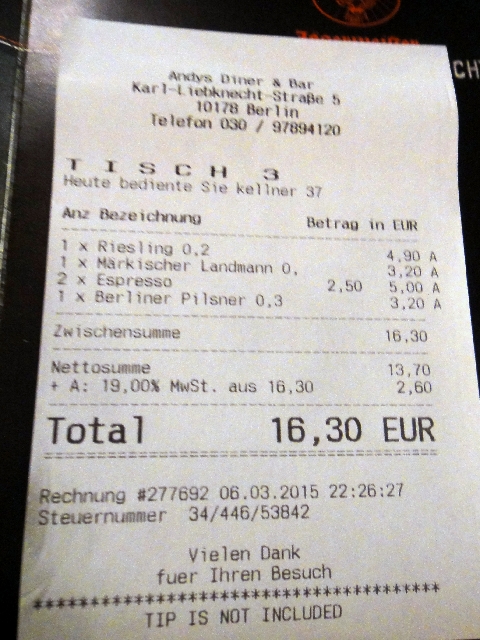 Jägermeister
CH
Andys Diner & Bar
Karl-Liebknecht-Straße 5
10178 Berlin
Telefon 030 / 97894120
TISCH 3
Heute bediente Sie kellner 37
Anz Bezeichnung Betrag in EUR
1 x Riesling 0,2 4,90 A
1 x Märkischer Landmann 0, 3,20 A
2 x Espresso 2,50 5,00 A
1 x Berliner Pilsner 0,3 3,20 A
Zwischensumme 16,30
Nettosumme 13,70
+ A: 19,00% MwSt. aus 16,30 2,60
Total 16,30 EUR
Rechnung #277692 06.03.2015 22:26:27
Steuernummer 34/446/53842
Vielen Dank
fuer Ihren Besuch
****************************************
TIP IS NOT INCLUDED